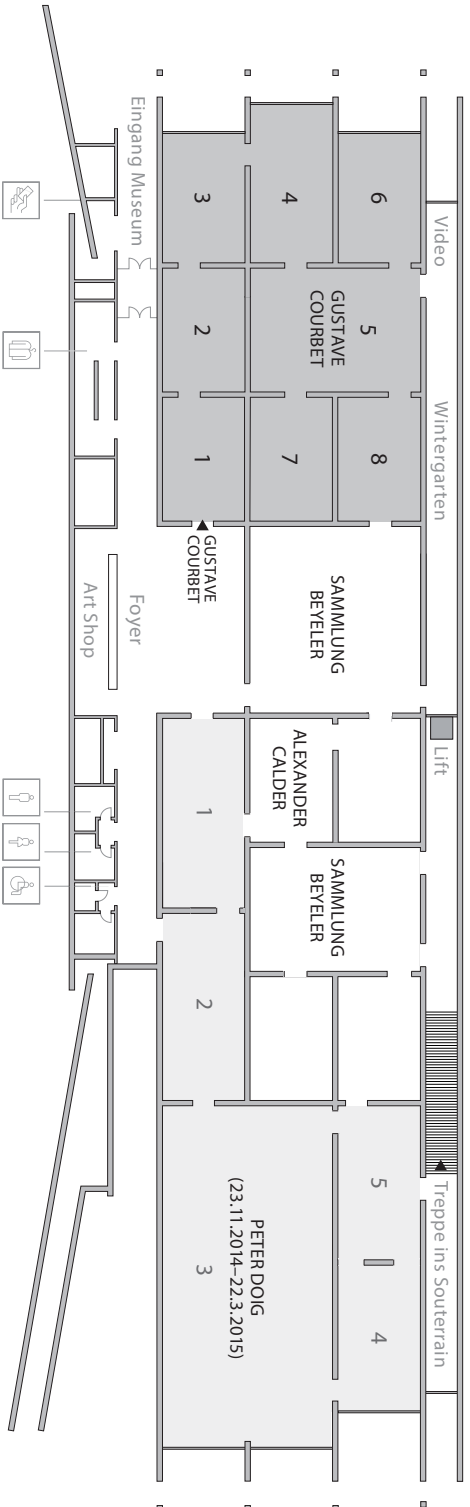 Video
Wintergarten
Lift
Treppe ins Souterrain
6
5
GUSTAVE
COURBET
8
4
7
3
2
1
GUSTAVE
COURBET
SAMMLUNG
BEYELER
ALEXANDER
CALDER
SAMMLUNG
BEYELER
1
2
5
4
PETER DOIG
(23.11.2014–22.3.2015)
3
Eingang Museum
Foyer
Art Shop